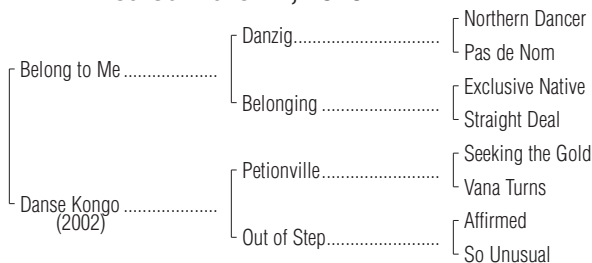 Northern Dancer
Danzig
Pas de Nom
Belong to Me
Exclusive Native
Belonging
Straight Deal
Seeking the Gold
Petionville
Vana Turns
Danse Kongo
(2002)
Affirmed
Out of Step
So Unusual